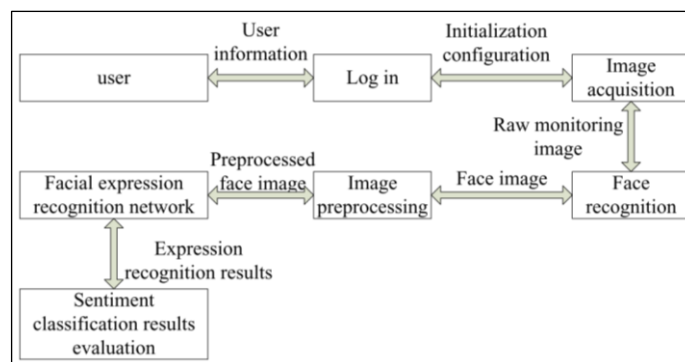 User
information
Initialization
configuration
user
Log in
Image
acquisition
Raw monitoring
image
Preprocessed
face image
Face image
Facial expression
recognition network
Image
preprocessing
Face
recognition
Expression
recognition results
Sentiment
classification results
evaluation